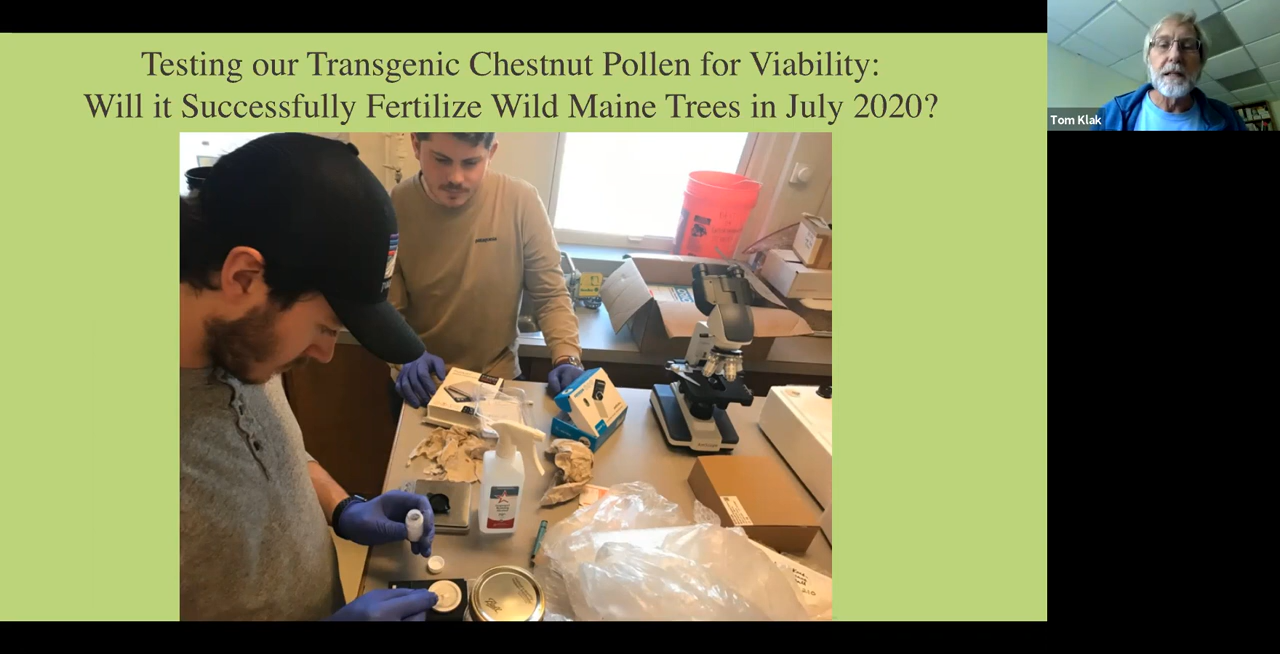 Testing our Transgenic Chestnut Pollen for Viability:
Will it Successfully Fertilize Wild Maine Trees in July 2020?
Tom Klak
Ball